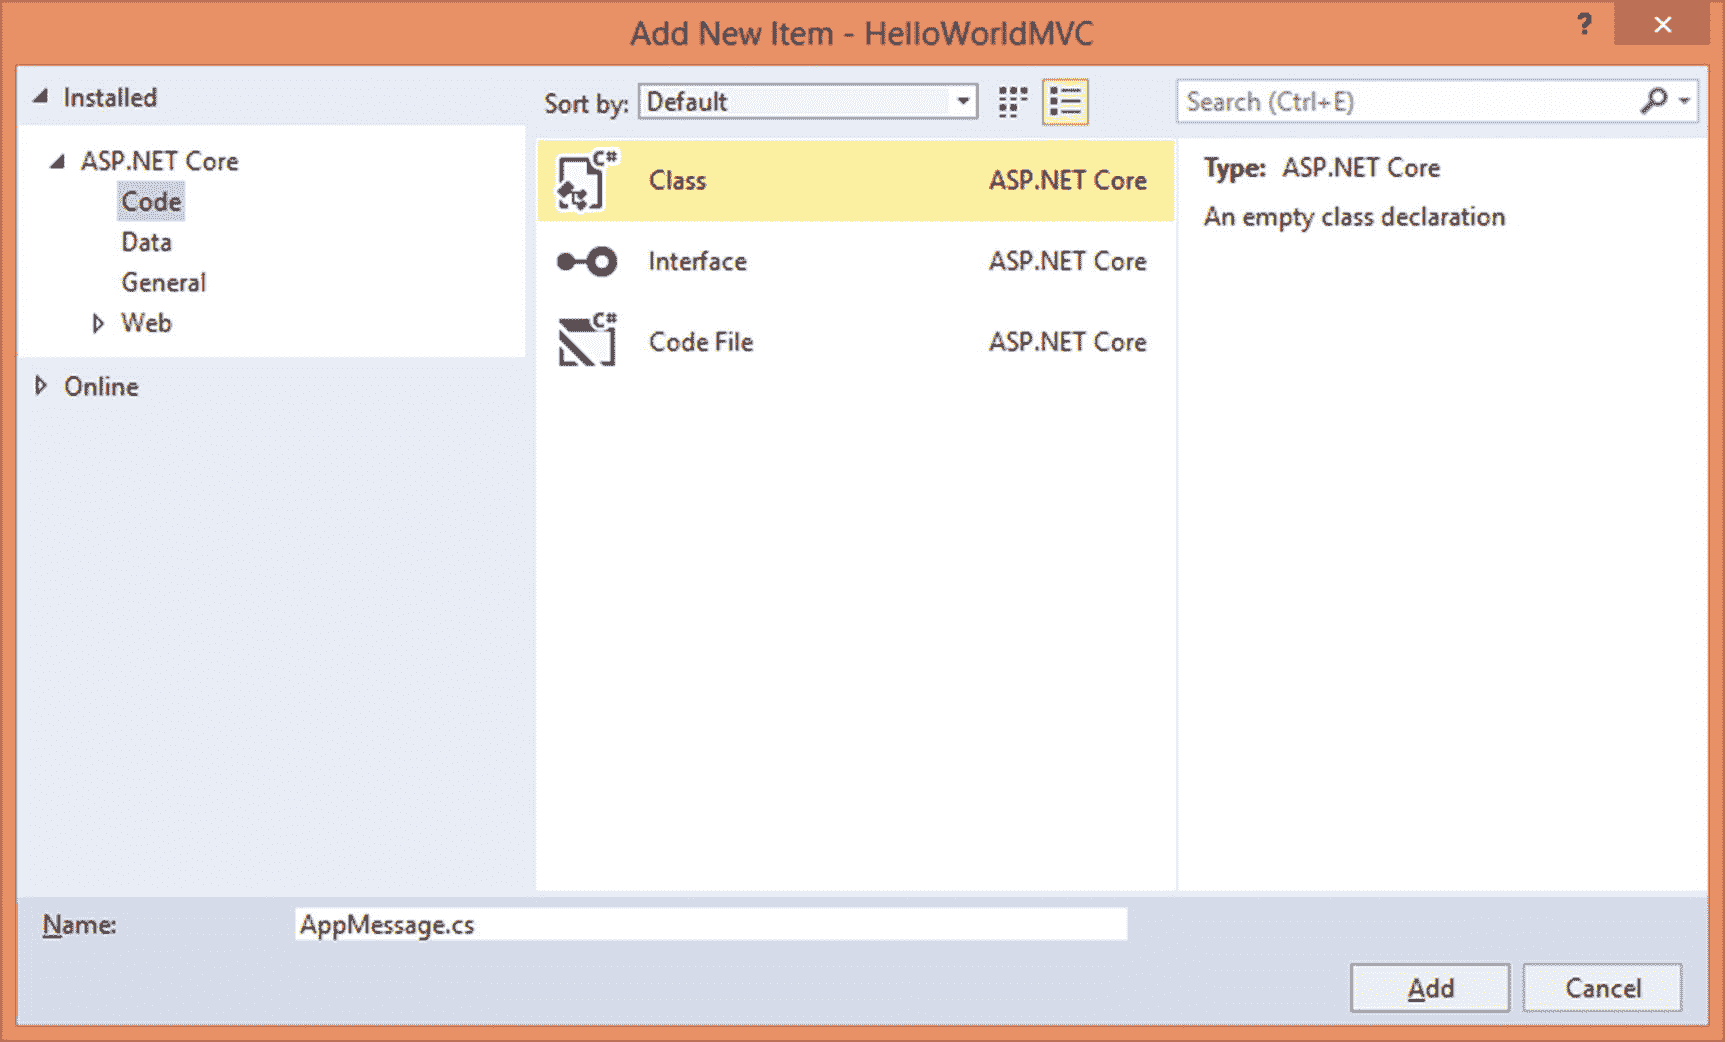 Add New Item - HelloWorldMVC
?
Installed
ASP.NET Core
Code
Data
General
Web
Online
Sort by: Default
Search (Ctrl+E)
C# Class ASP.NET Core
Interface ASP.NET Core
C# Code File ASP.NET Core
Type: ASP.NET Core
An empty class declaration
Name: AppMessage.cs
Add Cancel